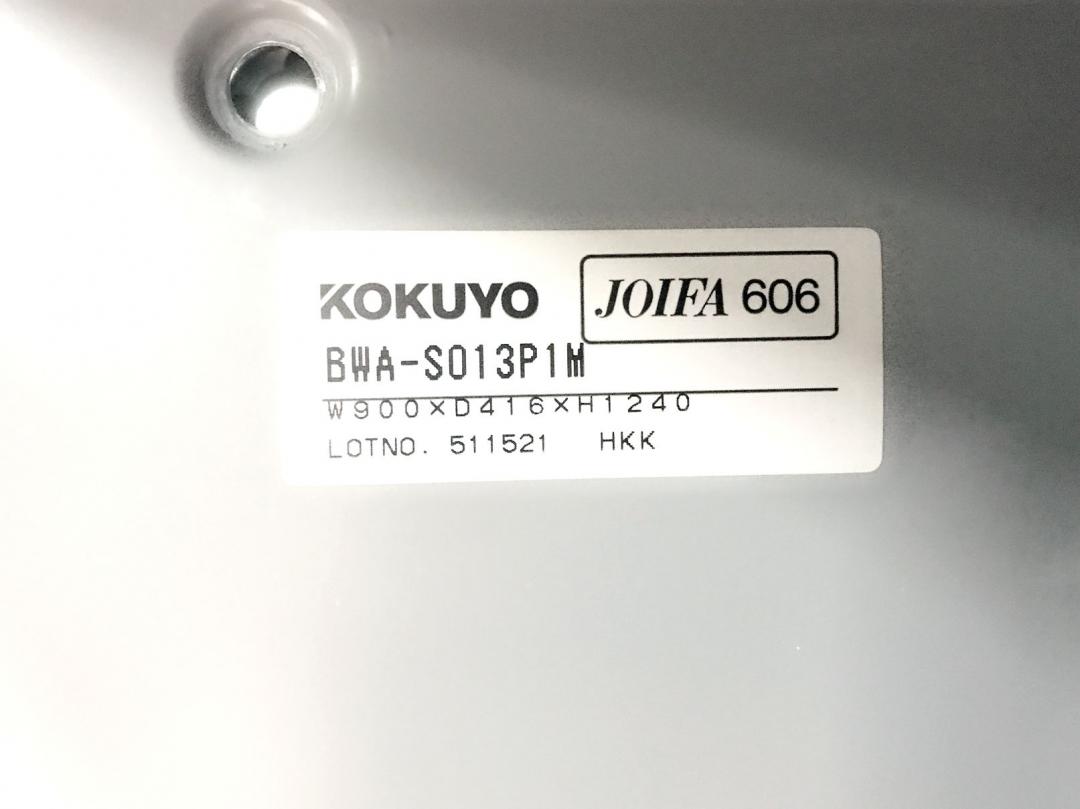 KOKUYO JOIFA 606
BWA-S013P1M
W900×D416×H1240
LOTNO. 511521 HKK